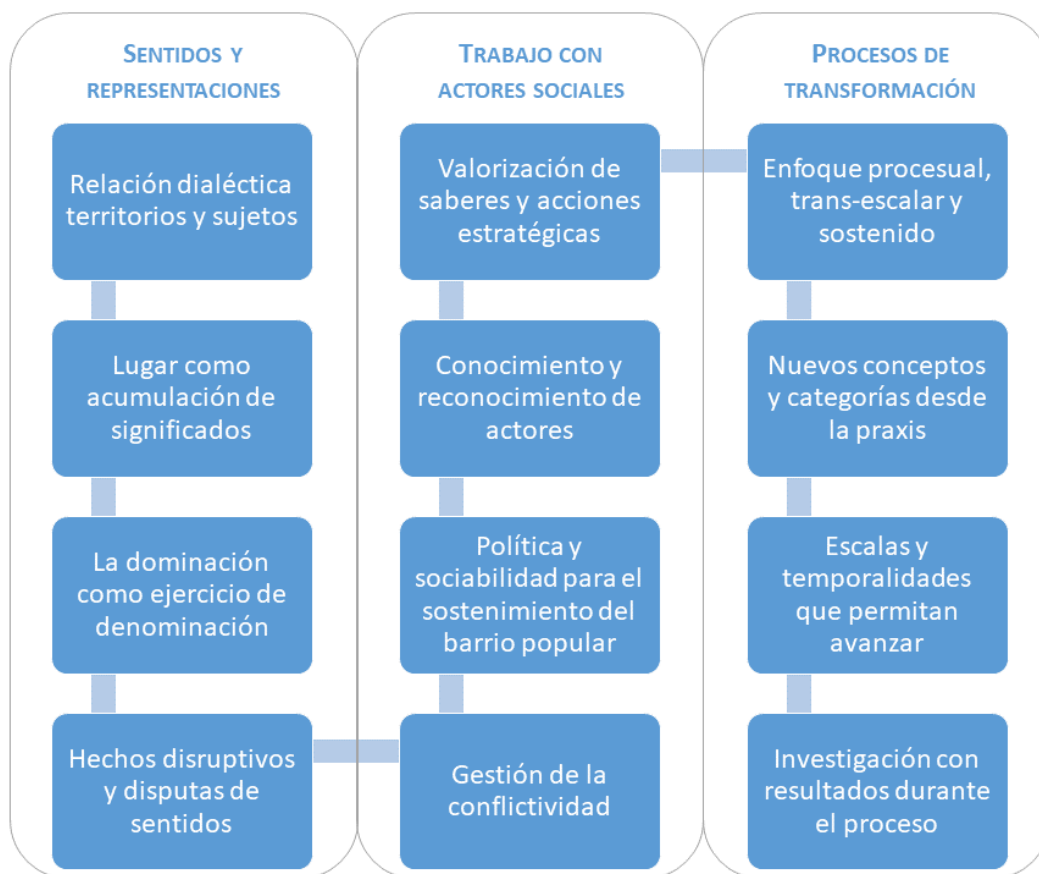 SENTIDOS Y
REPRESENTACIONES
Relación dialéctica
territorios y sujetos
Lugar como
acumulación de
significados
La dominación
como ejercicio de
denominación
Hechos disruptivos
y disputas de
sentidos
TRABAJO CON
ACTORES SOCIALES
Valorización de
saberes y acciones
estratégicas
Conocimiento y
reconocimiento de
actores
Política y
sociabilidad para el
sostenimiento del
barrio popular
Gestión de la
conflictividad
PROCESOS DE
TRANSFORMACIÓN
Enfoque procesual,
trans-escalar y
sostenido
Nuevos conceptos
y categorías desde
la praxis
Escalas y
temporalidades
que permitan
avanzar
Investigación con
resultados durante
el proceso